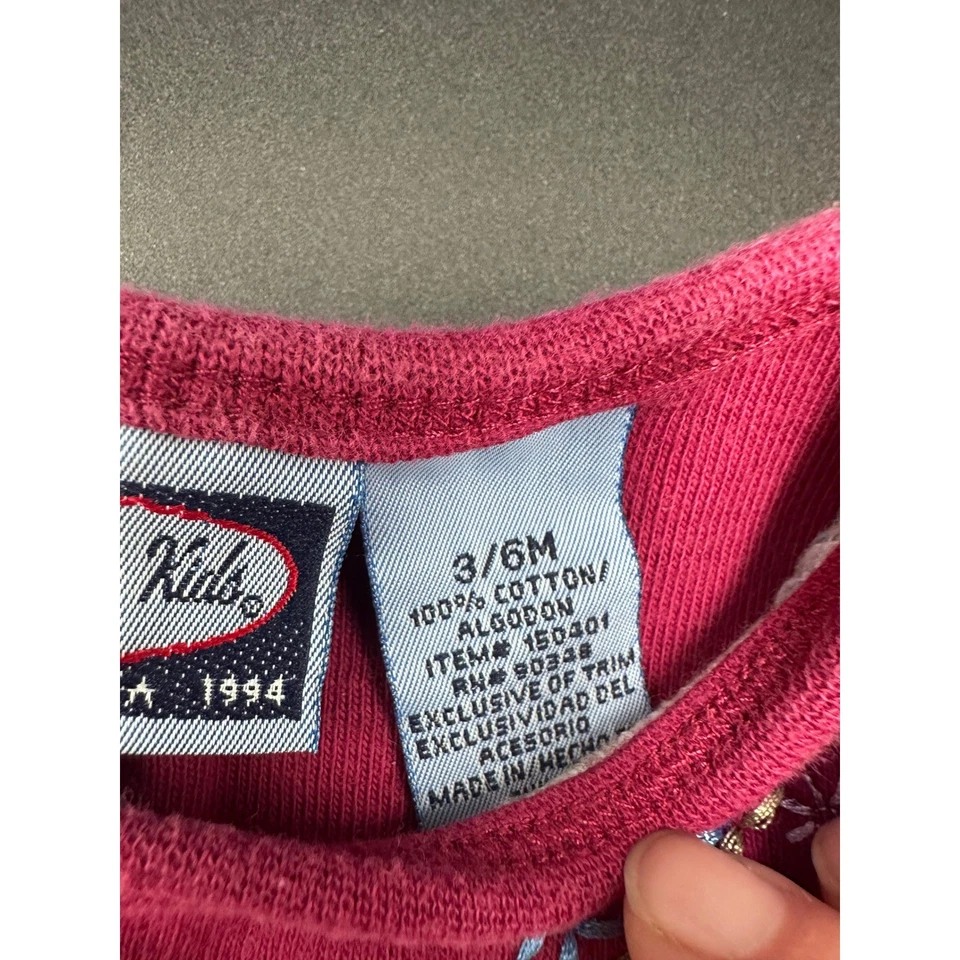 Kids
A 1994
3/6M
100% COTTON/
ALGODON
ITEM# 150401
RN# 90346
EXCLUSIVE OF TRIM
EXCLUSIVIDAD DEL
ACESORIO
MADE IN/HECHO